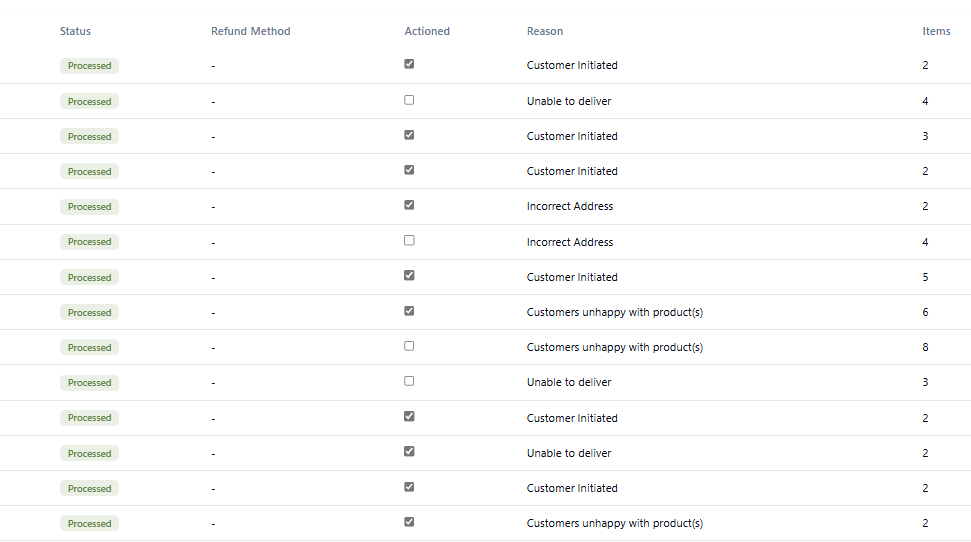 Status Refund Method Actioned Reason Items
Processed - Customer Initiated 2
Processed - Unable to deliver 4
Processed - Customer Initiated 3
Processed - Customer Initiated 2
Processed - Incorrect Address 2
Processed - Incorrect Address 4
Processed - Customer Initiated 5
Processed - Customers unhappy with product(s) 6
Processed - Customers unhappy with product(s) 8
Processed - Unable to deliver 3
Processed - Customer Initiated 2
Processed - Unable to deliver 2
Processed - Customer Initiated 2
Processed - Customers unhappy with product(s) 2